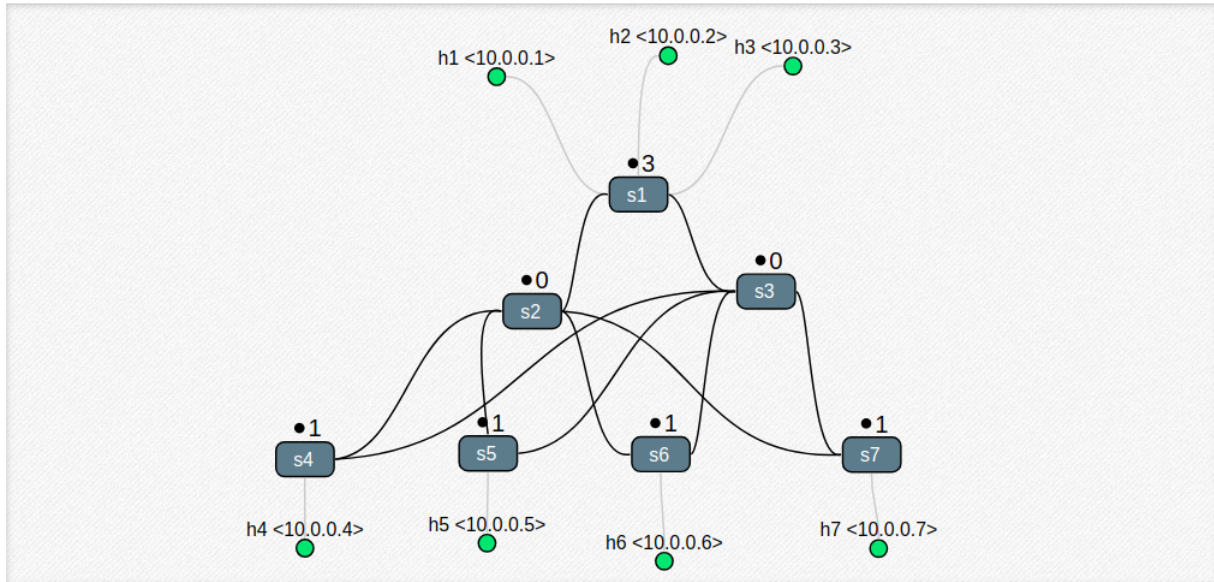 h2 <10.0.0.2>
h3 <10.0.0.3>
h1 <10.0.0.1>
3
s1
0
s3
0
s2
1
s4
1
s5
1
s6
1
s7
h4 <10.0.0.4>
h5 <10.0.0.5>
h6 <10.0.0.6>
h7 <10.0.0.7>